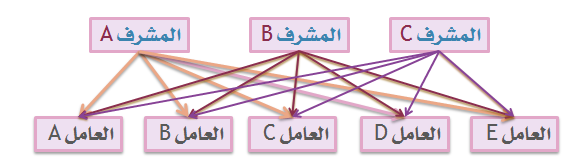 المشرف A
المشرف B
المشرف C
العامل A
العامل B
العامل C
العامل D
العامل E